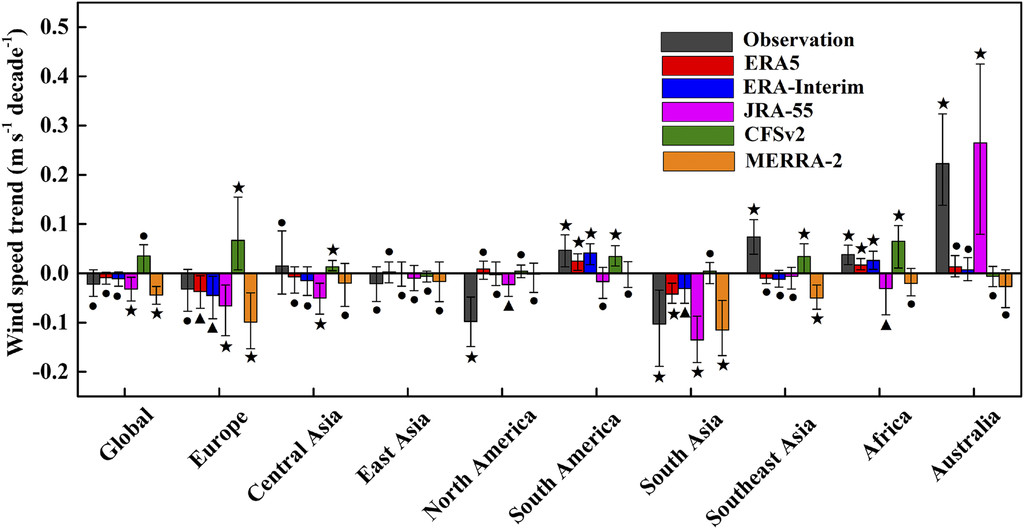 Wind speed trend (m s⁻¹ decade⁻¹)
0.5
0.4
0.3
0.2
0.1
0.0
-0.1
-0.2
Observation
ERA5
ERA-Interim
JRA-55
CFSv2
MERRA-2
Global
Europe
Central Asia
East Asia
North America
South America
South Asia
Southeast Asia
Africa
Australia